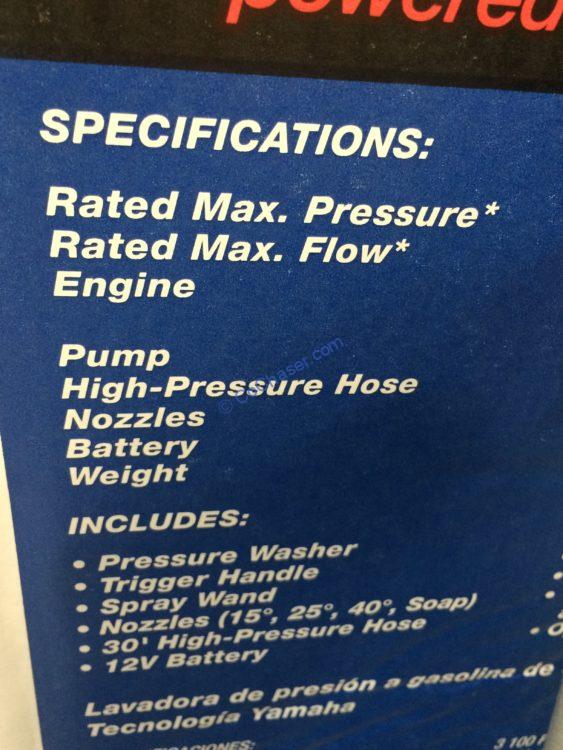 powered
SPECIFICATIONS:
Rated Max. Pressure*
Rated Max. Flow*
Engine
Pump
High-Pressure Hose
Nozzles
Battery
Weight
INCLUDES:
• Pressure Washer
• Trigger Handle
• Spray Wand
• Nozzles (15°, 25°, 40°, Soap)
• 30' High-Pressure Hose
• 12V Battery
Lavadora de presión a gasolina de
Tecnología Yamaha
3 100